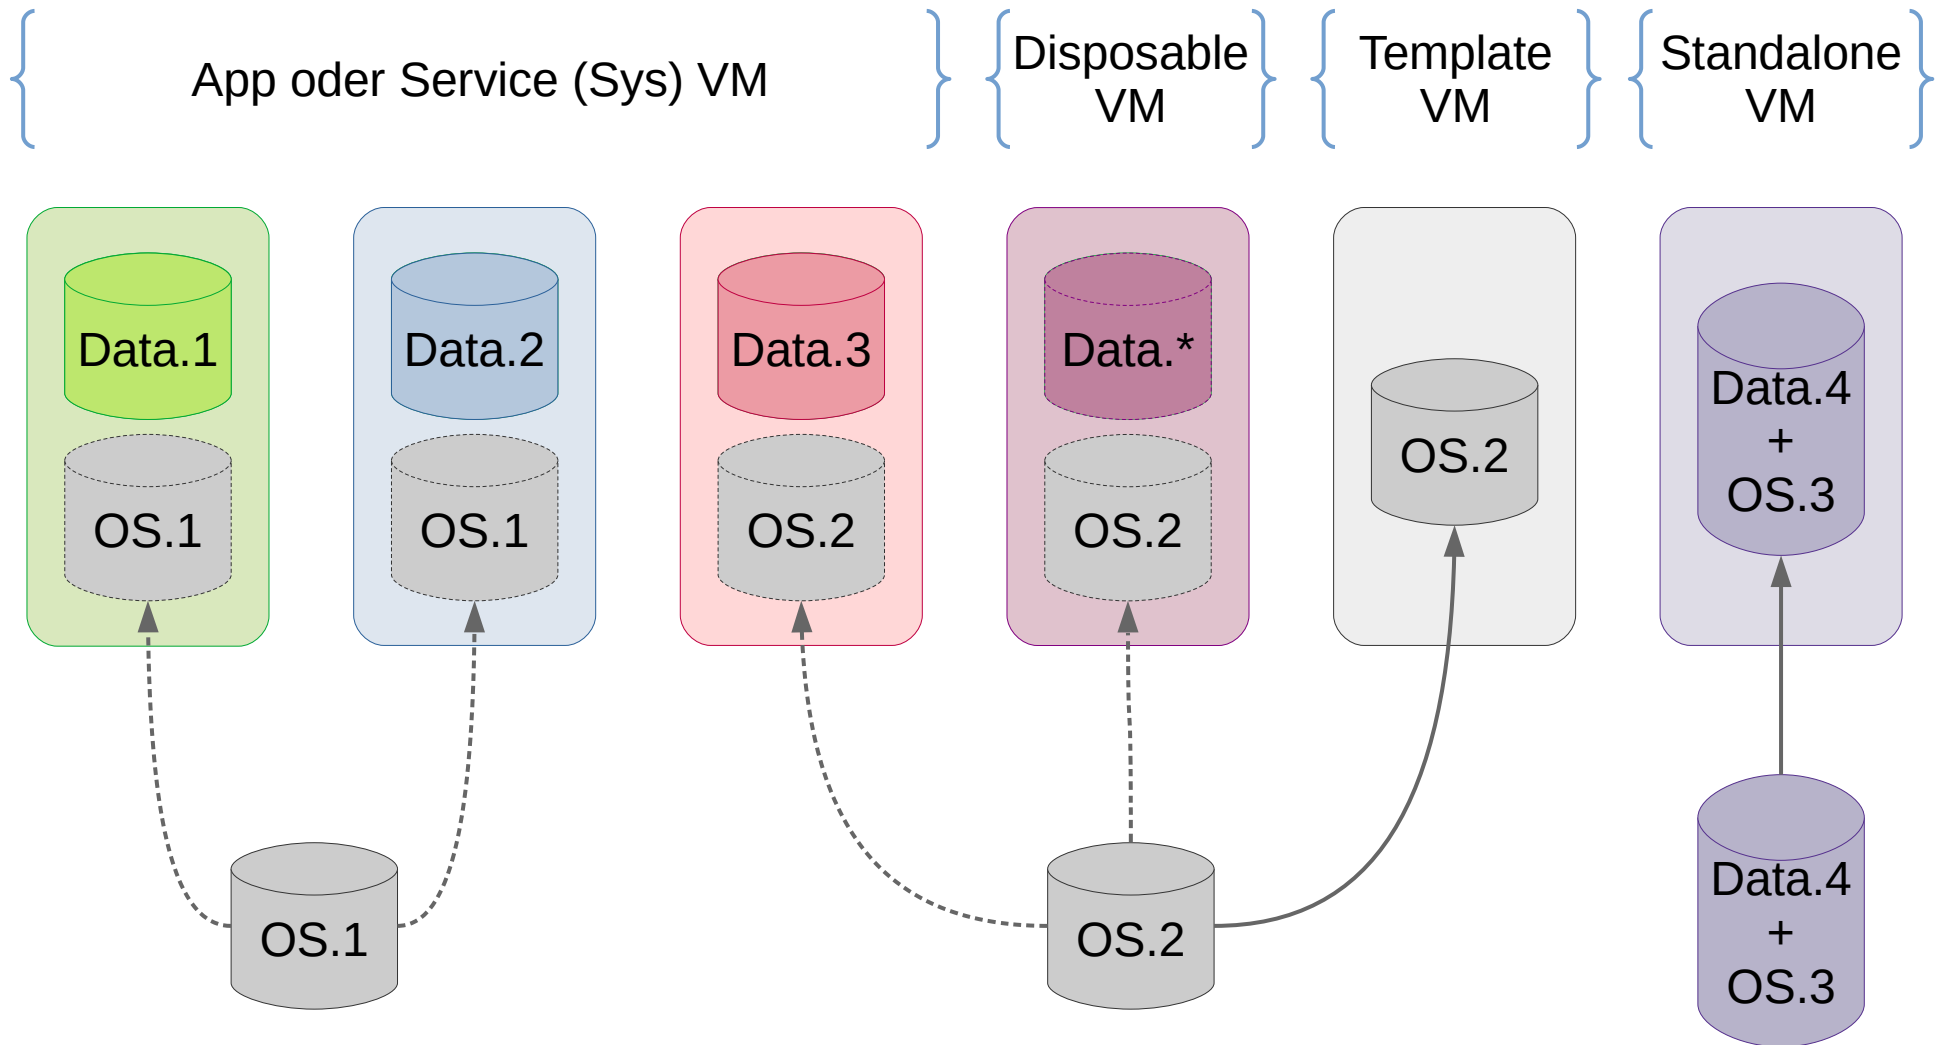 App oder Service (Sys) VM
Disposable
VM
Template
VM
Standalone
VM
Data.1
OS.1
Data.2
OS.1
Data.3
OS.2
Data.*
OS.2
OS.2
Data.4
+
OS.3
OS.1
OS.2
Data.4
+
OS.3